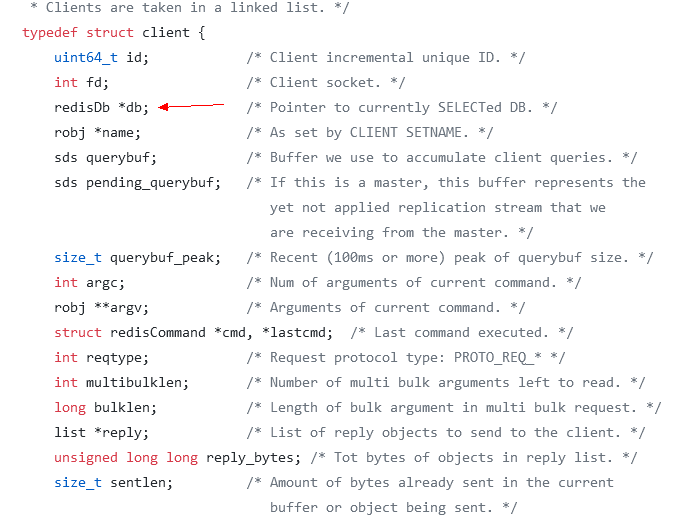 * Clients are taken in a linked list. */
typedef struct client {
uint64_t id; /* Client incremental unique ID. */
int fd; /* Client socket. */
redisDb *db; /* Pointer to currently SELECTed DB. */
robj *name; /* As set by CLIENT SETNAME. */
sds querybuf; /* Buffer we use to accumulate client queries. */
sds pending_querybuf; /* If this is a master, this buffer represents the
yet not applied replication stream that we
are receiving from the master. */
size_t querybuf_peak; /* Recent (100ms or more) peak of querybuf size. */
int argc; /* Num of arguments of current command. */
robj **argv; /* Arguments of current command. */
struct redisCommand *cmd, *lastcmd; /* Last command executed. */
int reqtype; /* Request protocol type: PROTO_REQ_* */
int multibulklen; /* Number of multi bulk arguments left to read. */
long bulklen; /* Length of bulk argument in multi bulk request. */
list *reply; /* List of reply objects to send to the client. */
unsigned long long reply_bytes; /* Tot bytes of objects in reply list. */
size_t sentlen; /* Amount of bytes already sent in the current
buffer or object being sent. */